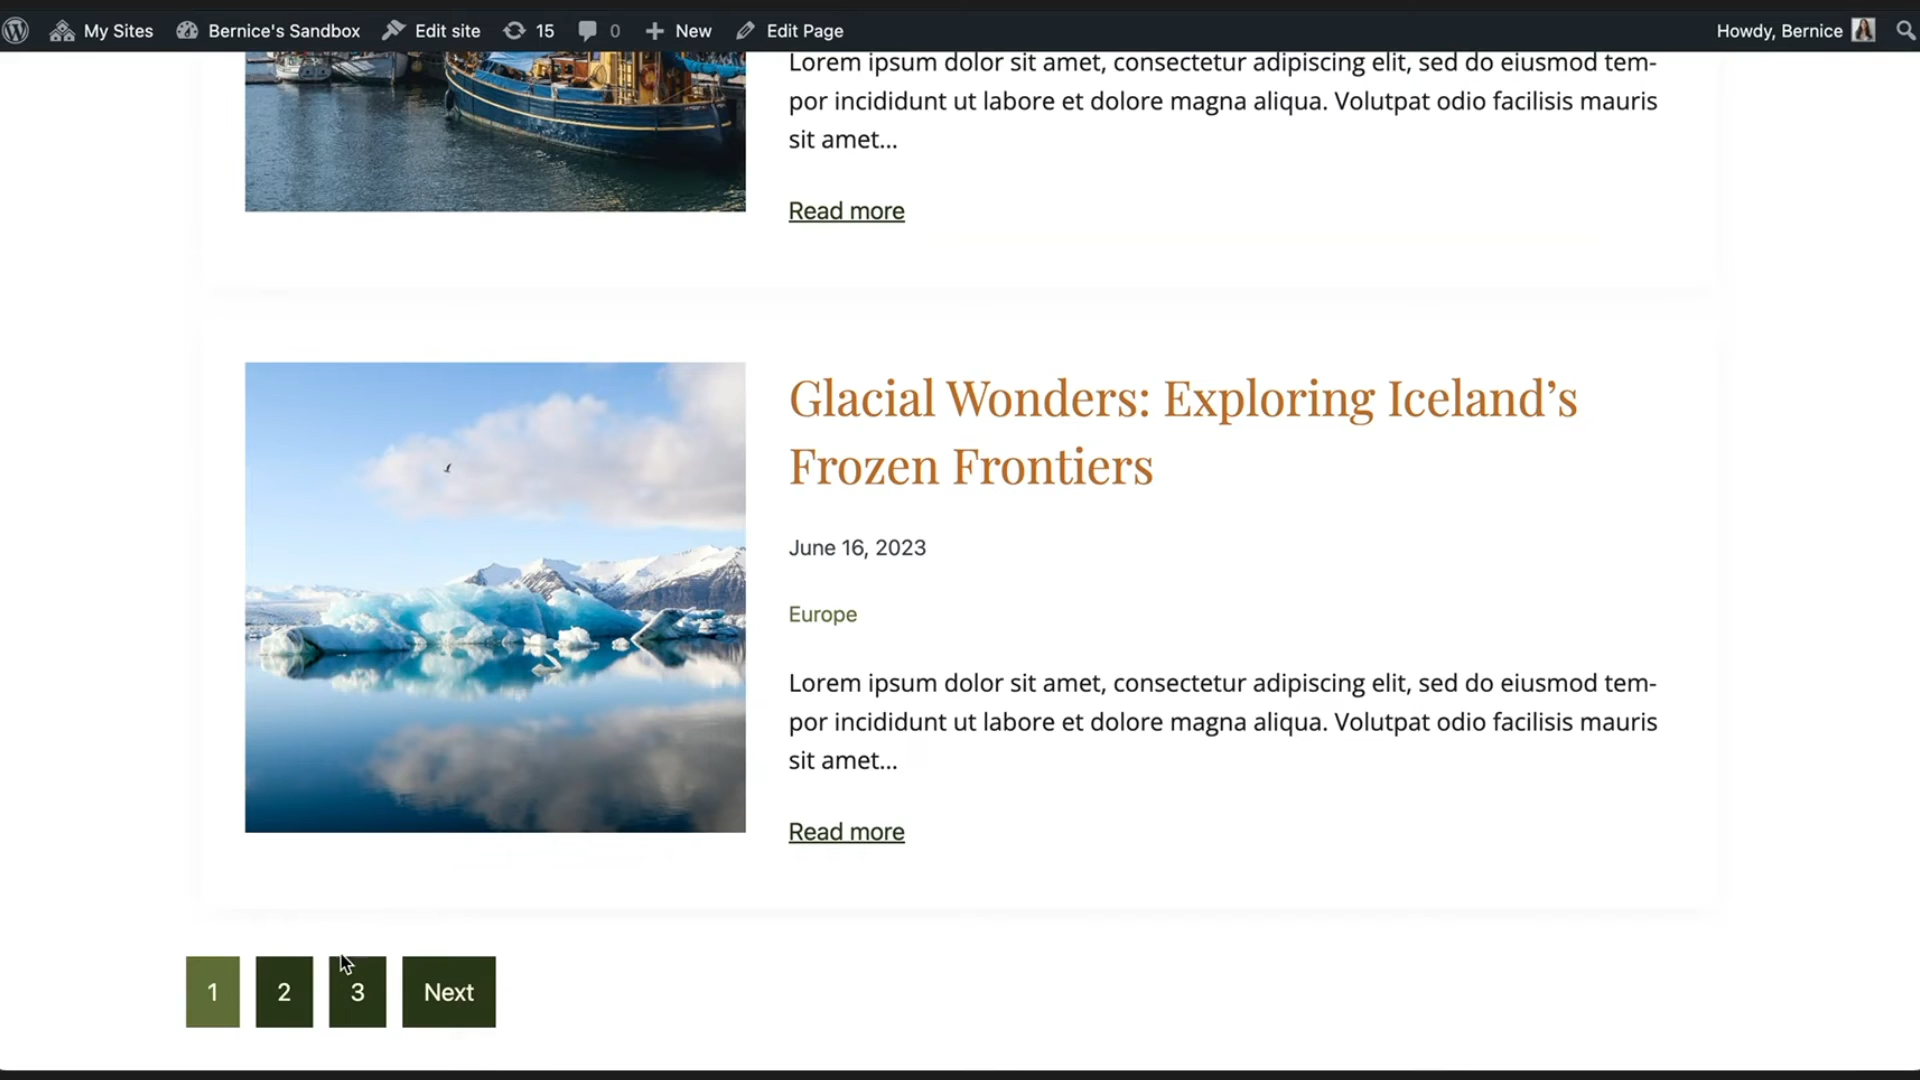 My Sites Bernice's Sandbox Edit site 15 0 New Edit Page Howdy, Bernice
Lorem ipsum dolor sit amet, consectetur adipiscing elit, sed do eiusmod tem-
por incididunt ut labore et dolore magna aliqua. Volutpat odio facilisis mauris
sit amet…
Read more
Glacial Wonders: Exploring Iceland’s
Frozen Frontiers
June 16, 2023
Europe
Lorem ipsum dolor sit amet, consectetur adipiscing elit, sed do eiusmod tem-
por incididunt ut labore et dolore magna aliqua. Volutpat odio facilisis mauris
sit amet…
Read more
1 2 3 Next